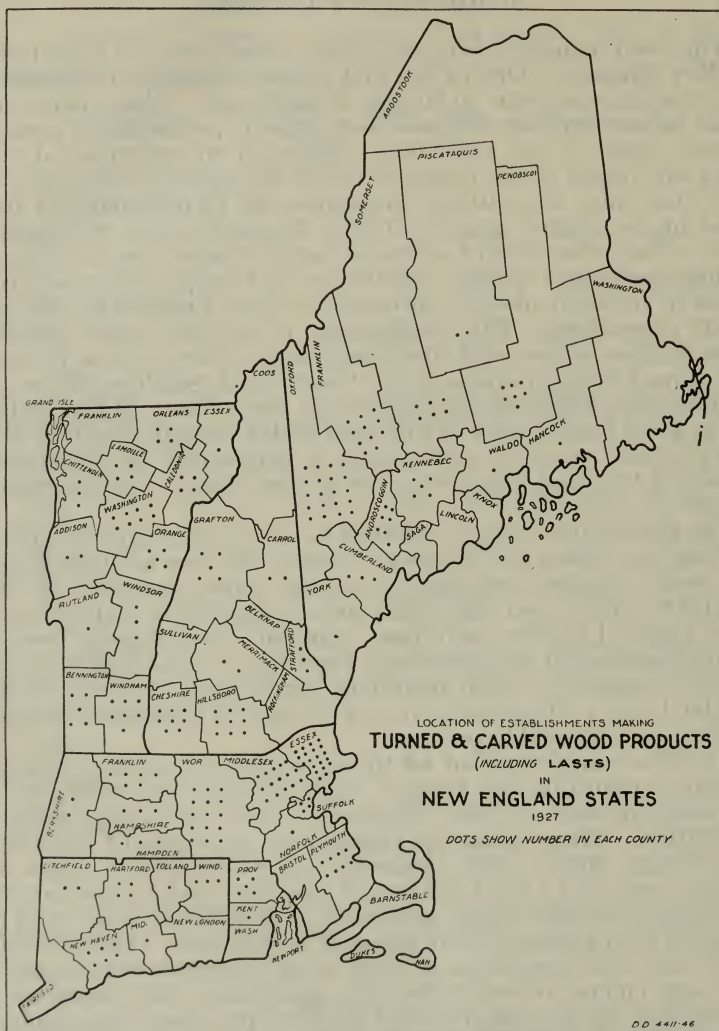 AROOSTOOK
PISCATAQUIS
PENOBSCOT
SOMERSET
WASHINGTON
COOS
OXFORD
FRANKLIN
GRAND ISLE
FRANKLIN
ORLEANS
ESSEX
LAMOILLE
CHITTENDEN
CALEDONIA
WASHINGTON
WALDO
HANCOCK
KENNEBEC
KNOX
ANDROSCOGGIN
LINCOLN
SAGA
GRAFTON
ADDISON
ORANGE
CARROL
CUMBERLAND
WINDSOR
RUTLAND
YORK
BELKNAP
SULLIVAN
MERRIMACK
STRAFFORD
BENNINGTON
WINDHAM
CHESHIRE
HILLSBORO
ROCKINGHAM
LOCATION OF ESTABLISHMENTS MAKING
TURNED & CARVED WOOD PRODUCTS
(INCLUDING LASTS)
IN
NEW ENGLAND STATES
1927
DOTS SHOW NUMBER IN EACH COUNTY
ESSEX
FRANKLIN
WOR
MIDDLESEX
BERKSHIRE
SUFFOLK
HAMPSHIRE
NORFOLK
HAMPDEN
BRISTOL
PLYMOUTH
LITCHFIELD
HARTFORD
TOLLAND
WIND.
PROV
BARNSTABLE
KENT
NEW HAVEN
MID.
NEW LONDON
WASH
NEWPORT
DUKES
NAN
FAIRFIELD
DD 4411-46